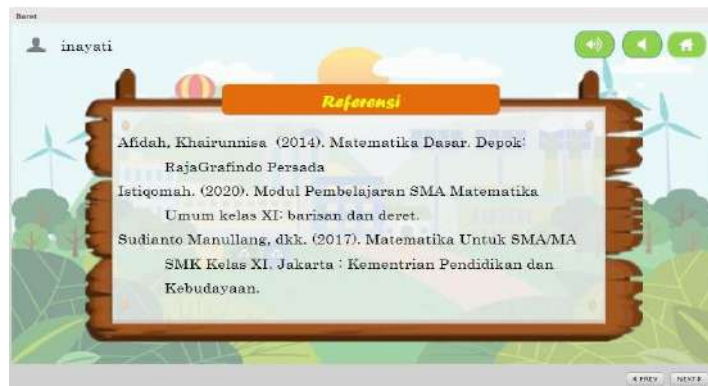 Baret
inayati
Referensi
Afidah, Khairunnisa (2014). Matematika Dasar. Depok:
RajaGrafindo Persada
Istiqomah. (2020). Modul Pembelajaran SMA Matematika
Umum kelas XI: barisan dan deret.
Sudianto Manullang, dkk. (2017). Matematika Untuk SMA/MA
SMK Kelas XI. Jakarta : Kementrian Pendidikan dan
Kebudayaan.
PREV NEXT